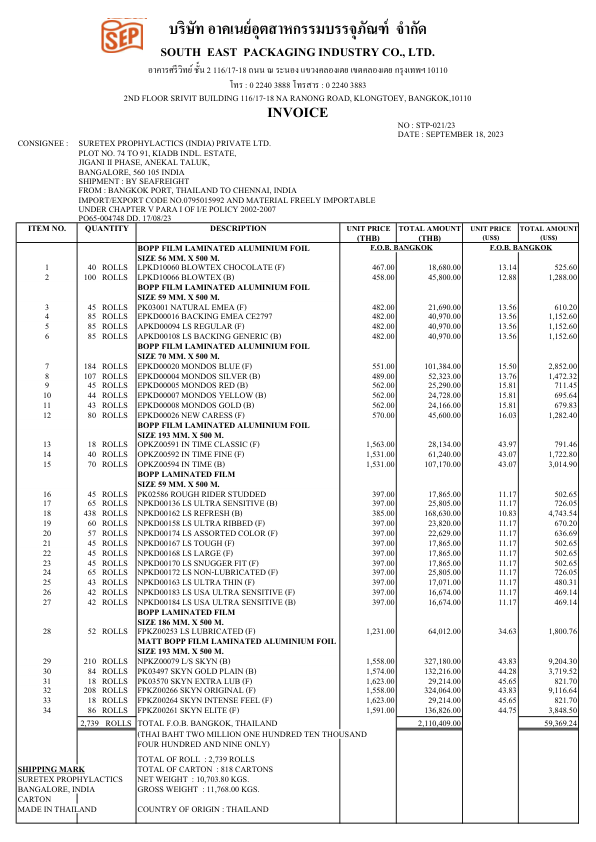 SEP
บริษัท อาคเนย์อุตสาหกรรมบรรจุภัณฑ์ จำกัด
SOUTH EAST PACKAGING INDUSTRY CO., LTD.
อาคารศรีวิทย์ ชั้น 2 116/17-18 ถนน ณ ระนอง แขวงคลองเตย เขตคลองเตย กรุงเทพฯ 10110
โทร : 0 2240 3888 โทรสาร : 0 2240 3883
2ND FLOOR SRIVIT BUILDING 116/17-18 NA RANONG ROAD, KLONGTOEY, BANGKOK,10110
INVOICE
NO : STP-021/23
DATE : SEPTEMBER 18, 2023
CONSIGNEE : SURETEX PROPHYLACTICS (INDIA) PRIVATE LTD.
PLOT NO. 74 TO 91, KIADB INDL. ESTATE,
JIGANI II PHASE, ANEKAL TALUK,
BANGALORE, 560 105 INDIA
SHIPMENT : BY SEAFREIGHT
FROM : BANGKOK PORT, THAILAND TO CHENNAI, INDIA
IMPORT/EXPORT CODE NO.0795015992 AND MATERIAL FREELY IMPORTABLE
UNDER CHAPTER V PARA I OF I/E POLICY 2002-2007
PO65-004748 DD. 17/08/23
ITEM NO. QUANTITY DESCRIPTION UNIT PRICE TOTAL AMOUNT UNIT PRICE TOTAL AMOUNT
(THB) (THB) (US$) (US$)
BOPP FILM LAMINATED ALUMINIUM FOIL F.O.B. BANGKOK F.O.B. BANGKOK
SIZE 56 MM. X 500 M.
1 40 ROLLS LPKD10060 BLOWTEX CHOCOLATE (F) 467.00 18,680.00 13.14 525.60
2 100 ROLLS LPKD10066 BLOWTEX (B) 458.00 45,800.00 12.88 1,288.00
BOPP FILM LAMINATED ALUMINIUM FOIL
SIZE 59 MM. X 500 M.
3 45 ROLLS PK03001 NATURAL EMEA (F) 482.00 21,690.00 13.56 610.20
4 85 ROLLS EPKD00016 BACKING EMEA CE2797 482.00 40,970.00 13.56 1,152.60
5 85 ROLLS APKD00094 LS REGULAR (F) 482.00 40,970.00 13.56 1,152.60
6 85 ROLLS APKD00108 LS BACKING GENERIC (B) 482.00 40,970.00 13.56 1,152.60
BOPP FILM LAMINATED ALUMINIUM FOIL
SIZE 70 MM. X 500 M.
7 184 ROLLS EPKD00020 MONDOS BLUE (F) 551.00 101,384.00 15.50 2,852.00
8 107 ROLLS EPKD00004 MONDOS SILVER (B) 489.00 52,323.00 13.76 1,472.32
9 45 ROLLS EPKD00005 MONDOS RED (B) 562.00 25,290.00 15.81 711.45
10 44 ROLLS EPKD00007 MONDOS YELLOW (B) 562.00 24,728.00 15.81 695.64
11 43 ROLLS EPKD00008 MONDOS GOLD (B) 562.00 24,166.00 15.81 679.83
12 80 ROLLS EPKD00026 NEW CARESS (F) 570.00 45,600.00 16.03 1,282.40
BOPP FILM LAMINATED ALUMINIUM FOIL
SIZE 193 MM. X 500 M.
13 18 ROLLS OPKZ00591 IN TIME CLASSIC (F) 1,563.00 28,134.00 43.97 791.46
14 40 ROLLS OPKZ00592 IN TIME FINE (F) 1,531.00 61,240.00 43.07 1,722.80
15 70 ROLLS OPKZ00594 IN TIME (B) 1,531.00 107,170.00 43.07 3,014.90
BOPP LAMINATED FILM
SIZE 59 MM. X 500 M.
16 45 ROLLS PK02586 ROUGH RIDER STUDDED 397.00 17,865.00 11.17 502.65
17 65 ROLLS NPKD00136 LS ULTRA SENSITIVE (B) 397.00 25,805.00 11.17 726.05
18 438 ROLLS NPKD00162 LS REFRESH (B) 385.00 168,630.00 10.83 4,743.54
19 60 ROLLS NPKD00158 LS ULTRA RIBBED (F) 397.00 23,820.00 11.17 670.20
20 57 ROLLS NPKD00174 LS ASSORTED COLOR (F) 397.00 22,629.00 11.17 636.69
21 45 ROLLS NPKD00167 LS TOUGH (F) 397.00 17,865.00 11.17 502.65
22 45 ROLLS NPKD00168 LS LARGE (F) 397.00 17,865.00 11.17 502.65
23 45 ROLLS NPKD00170 LS SNUGGER FIT (F) 397.00 17,865.00 11.17 502.65
24 65 ROLLS NPKD00172 LS NON-LUBRICATED (F) 397.00 25,805.00 11.17 726.05
25 43 ROLLS NPKD00163 LS ULTRA THIN (F) 397.00 17,071.00 11.17 480.31
26 42 ROLLS NPKD00183 LS USA ULTRA SENSITIVE (F) 397.00 16,674.00 11.17 469.14
27 42 ROLLS NPKD00184 LS USA ULTRA SENSITIVE (B) 397.00 16,674.00 11.17 469.14
BOPP LAMINATED FILM
SIZE 186 MM. X 500 M.
28 52 ROLLS FPKZ00253 LS LUBRICATED (F) 1,231.00 64,012.00 34.63 1,800.76
MATT BOPP FILM LAMINATED ALUMINIUM FOIL
SIZE 193 MM. X 500 M.
29 210 ROLLS NPKZ00079 L/S SKYN (B) 1,558.00 327,180.00 43.83 9,204.30
30 84 ROLLS PK03497 SKYN GOLD PLAIN (B) 1,574.00 132,216.00 44.28 3,719.52
31 18 ROLLS PK03570 SKYN EXTRA LUB (F) 1,623.00 29,214.00 45.65 821.70
32 208 ROLLS FPKZ00266 SKYN ORIGINAL (F) 1,558.00 324,064.00 43.83 9,116.64
33 18 ROLLS FPKZ00264 SKYN INTENSE FEEL (F) 1,623.00 29,214.00 45.65 821.70
34 86 ROLLS FPKZ00261 SKYN ELITE (F) 1,591.00 136,826.00 44.75 3,848.50
2,739 ROLLS TOTAL F.O.B. BANGKOK, THAILAND 2,110,409.00 59,369.24
(THAI BAHT TWO MILLION ONE HUNDRED TEN THOUSAND
FOUR HUNDRED AND NINE ONLY)
TOTAL OF ROLL : 2,739 ROLLS
SHIPPING MARK TOTAL OF CARTON : 818 CARTONS
SURETEX PROPHYLACTICS NET WEIGHT : 10,703.80 KGS.
BANGALORE, INDIA GROSS WEIGHT : 11,768.00 KGS.
CARTON
MADE IN THAILAND COUNTRY OF ORIGIN : THAILAND